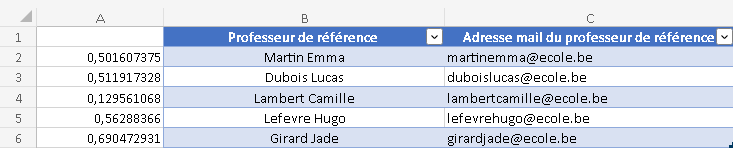 A B C
1 Professeur de référence Adresse mail du professeur de référence
2 0,501607375 Martin Emma martinemma@ecole.be
3 0,511917328 Dubois Lucas duboislucas@ecole.be
4 0,129561068 Lambert Camille lambertcamille@ecole.be
5 0,56288366 Lefevre Hugo lefevrehugo@ecole.be
6 0,690472931 Girard Jade girardjade@ecole.be